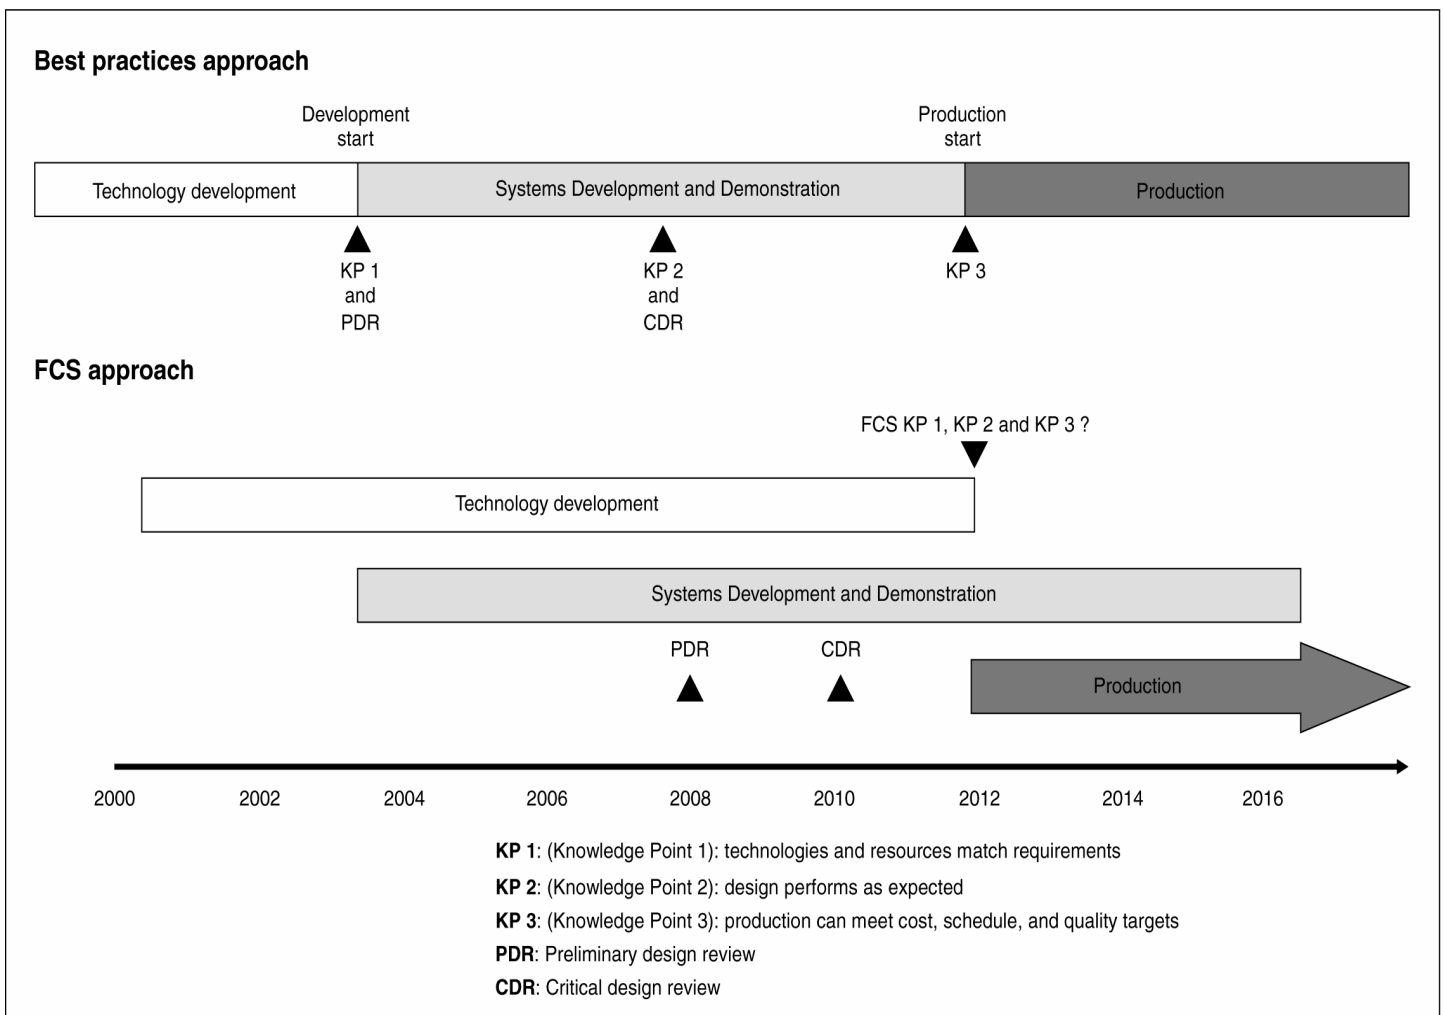 Best practices approach
Development
start
Production
start
Technology development
Systems Development and Demonstration
Production
KP 1
and
PDR
KP 2
and
CDR
KP 3
FCS approach
FCS KP 1, KP 2 and KP 3 ?
Technology development
Systems Development and Demonstration
PDR
CDR
Production
2000
2002
2004
2006
2008
2010
2012
2014
2016
KP 1: (Knowledge Point 1): technologies and resources match requirements
KP 2: (Knowledge Point 2): design performs as expected
KP 3: (Knowledge Point 3): production can meet cost, schedule, and quality targets
PDR: Preliminary design review
CDR: Critical design review